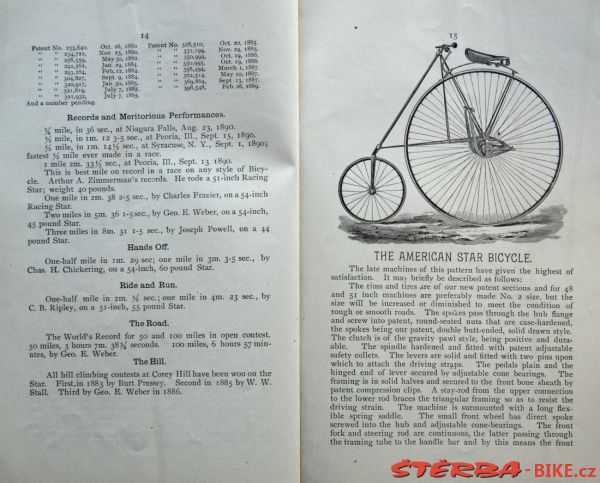 14
Patent No. 253,640, Oct. 26, 1880 Patent No. 328,510, Oct. 20, 1885.
" " 234,722, Nov. 23, 1880. " " 331,199, Nov. 24, 1885.
" " 258,559, May 30, 1882. " " 350,994, Oct. 19, 1886.
" " 292,562, Jan. 29, 1884. " " 350,995, Oct. 19, 1886.
" " 293,284, Feb. 12, 1884. " " 358,494, March 1, 1887.
" " 304,827, Sept. 9, 1884. " " 362,514, May 10, 1887.
" " 320,927, Jan. 30, 1885. " " 369,864, Sept. 13, 1887.
" " 321,819, July 7, 1885. " " 398,548, Feb. 26, 1889.
" " 321,932, July 7, 1885.
And a number pending.
Records and Meritorious Performances.
¼ mile, in 36 sec., at Niagara Falls, Aug. 23, 1890.
½ mile, in 1m. 12 3-5 sec., at Peoria, Ill., Sept. 15, 1890.
½ mile, in 1m. 14½ sec., at Syracuse, N. Y., Sept. 1, 1890;
fastest ½ mile ever made in a race.
1 mile 2m. 33⅖ sec., at Peoria, Ill., Sept. 13 1890.
This is best mile on record in a race on any style of Bicy-
cle. Arthur A. Zimmerman's records. He rode a 51-inch Racing
Star; weight 40 pounds.
One mile in 2m. 38 2-5 sec., by Charles Frazier, on a 54-inch
Racing Star.
Two miles in 5m. 36 1-5 sec., by Geo. E. Weber, on a 54-inch,
45 pound Star.
Three miles in 8m. 31 1-5 sec., by Joseph Powell, on a 44
pound Star.
Hands Off.
One-half mile in 1m. 29 sec; one mile in 3m. 3-5 sec., by
Chas. H. Chickering, on a 54-inch, 60 pound Star.
Ride and Run.
One-half mile in 2m. ⅕ sec; one mile in 4m. 23 sec., by
C. B. Ripley, on a 51-inch, 55 pound Star.
The Road.
The World's Record for 50 and 100 miles in open contest.
50 miles, 3 hours 7m. 38¾ seconds. 100 miles, 6 hours 57 min-
utes, by Geo. E. Weber.
The Hill.
All hill climbing contests at Corey Hill have been won on the
Star. First,in 1883 by Burt Pressey. Second in 1885 by W. W.
Stall. Third by Geo. E. Weber in 1886.
15
THE AMERICAN STAR BICYCLE.
The late machines of this pattern have given the highest of
satisfaction. It may briefly be described as follows:
The rims and tires are of our new patent sections and for 48
and 51 inch machines are preferably made No. 2 size, but the
size will be increased or diminished to meet the condition of
rough or smooth roads. The spokes pass through the hub flange
and screw into patent, round-seated nuts that are case-hardened,
the spokes being our patent, double butt-ended, solid drawn style.
The clutch is of the gravity pawl style, being positive and dura-
able. The spindle hardened and fitted with patent adjustable
safety collets. The levers are solid and fitted with two pins upon
which to attach the driving straps. The pedals plain and the
hinged end of lever secured by adjustable cone bearings. The
framing is in solid halves and secured to the front bone sheath by
patent compression clips. A stay-rod from the upper connection
to the lower rod braces the triangular framing so as to resist the
driving strain. The machine is surmounted with a long flex-
ible spring saddle. The small front wheel has direct spoke
screwed into the hub and adjustable cone-bearings. The front
fork and steering rod are continuous, the latter passing through
the framing tube to the handle bar and by this means the front
ŠTĚRBA-BIKE.cz